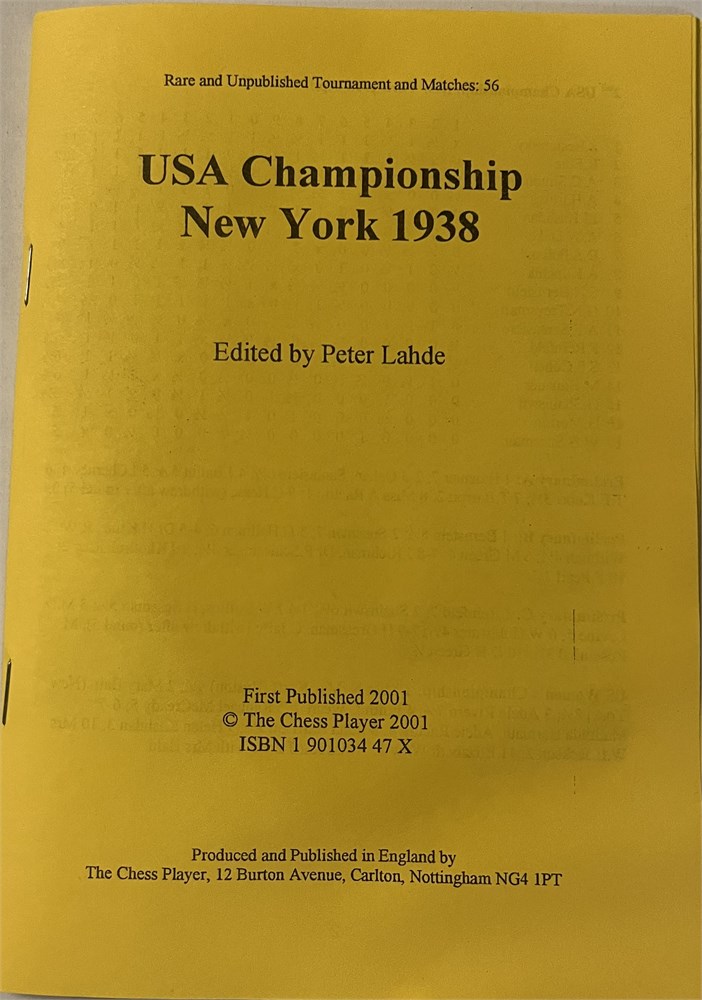 Rare and Unpublished Tournament and Matches: 56
USA Championship
New York 1938
Edited by Peter Lahde
First Published 2001
© The Chess Player 2001
ISBN 1 901034 47 X
Produced and Published in England by
The Chess Player, 12 Burton Avenue, Carlton, Nottingham NG4 1PT